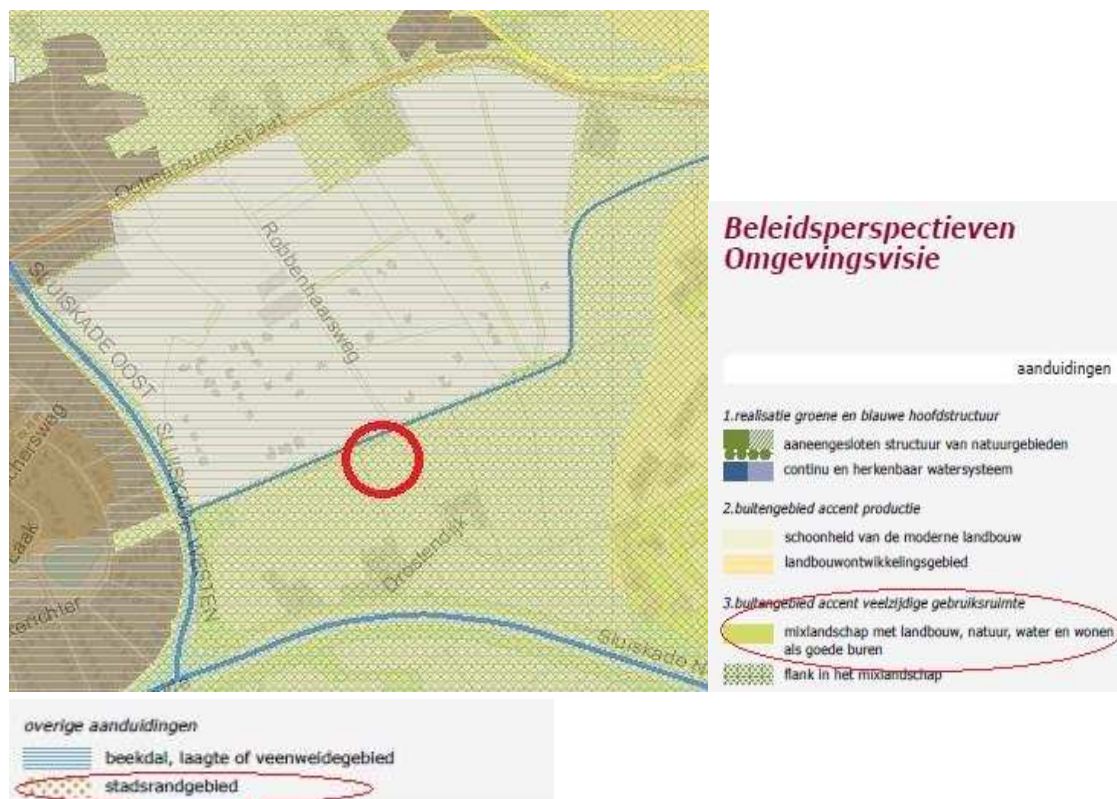 Ootmarsumsestraat
Robbenhaarsweg
SLUISKADE OOST
SLUISKADE WESTEN
Laak
Droslendijk
Sluiskade N
Beleidsperspectieven
Omgevingsvisie
aanduidingen
1.realisatie groene en blauwe hoofdstructuur
aaneengesloten structuur van natuurgebieden
continu en herkenbaar watersysteem
2.buitengebied accent productie
schoonheid van de moderne landbouw
landbouwontwikkelingsgebied
3.buitengebied accent veelzijdige gebruiksruimte
mixlandschap met landbouw, natuur, water en wonen
als goede buren
flank in het mixlandschap
overige aanduidingen
beekdal, laagte of veenweidegebied
stadsrandgebied